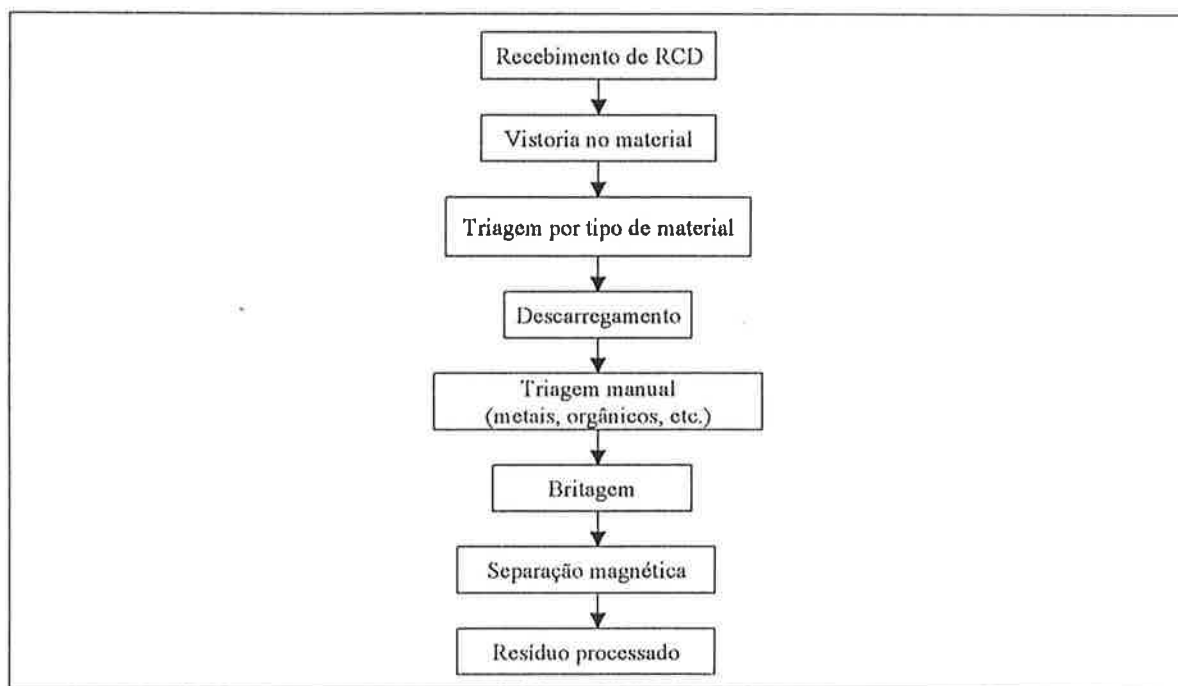 Recebimento de RCD
Vistoria no material
Triagem por tipo de material
Descarregamento
Triagem manual
(metais, orgânicos, etc.)
Britagem
Separação magnética
Resíduo processado